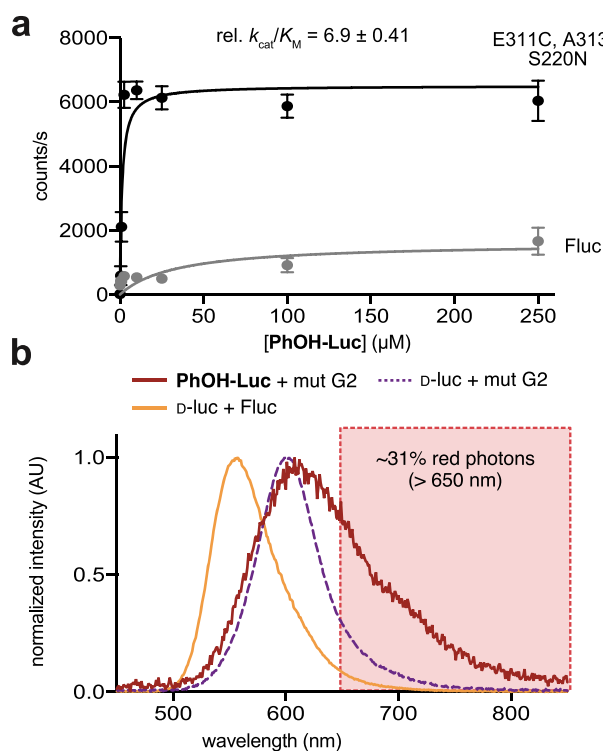 a
rel. kcat/KM = 6.9 ± 0.41
E311C, A313
S220N
8000
6000
4000
2000
0
counts/s
Fluc
0 50 100 150 200 250
[PhOH-Luc] (µM)
b
PhOH-Luc + mut G2
D-luc + mut G2
D-luc + Fluc
~31% red photons
(> 650 nm)
1.0
0.5
0.0
normalized intensity (AU)
500 600 700 800
wavelength (nm)